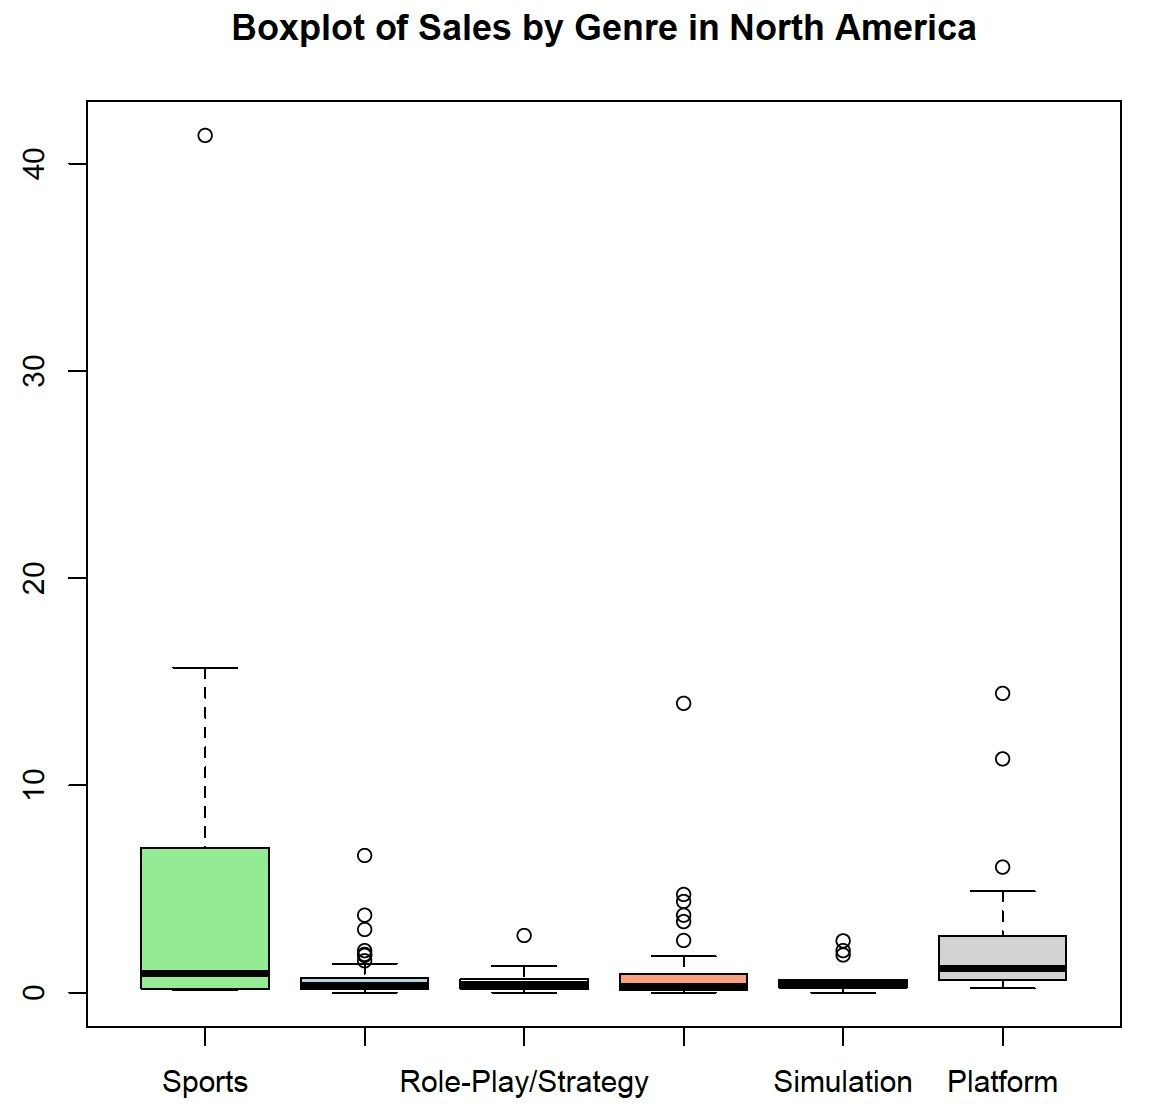 Boxplot of Sales by Genre in North America
40
30
20
10
0
Sports Role-Play/Strategy Simulation Platform